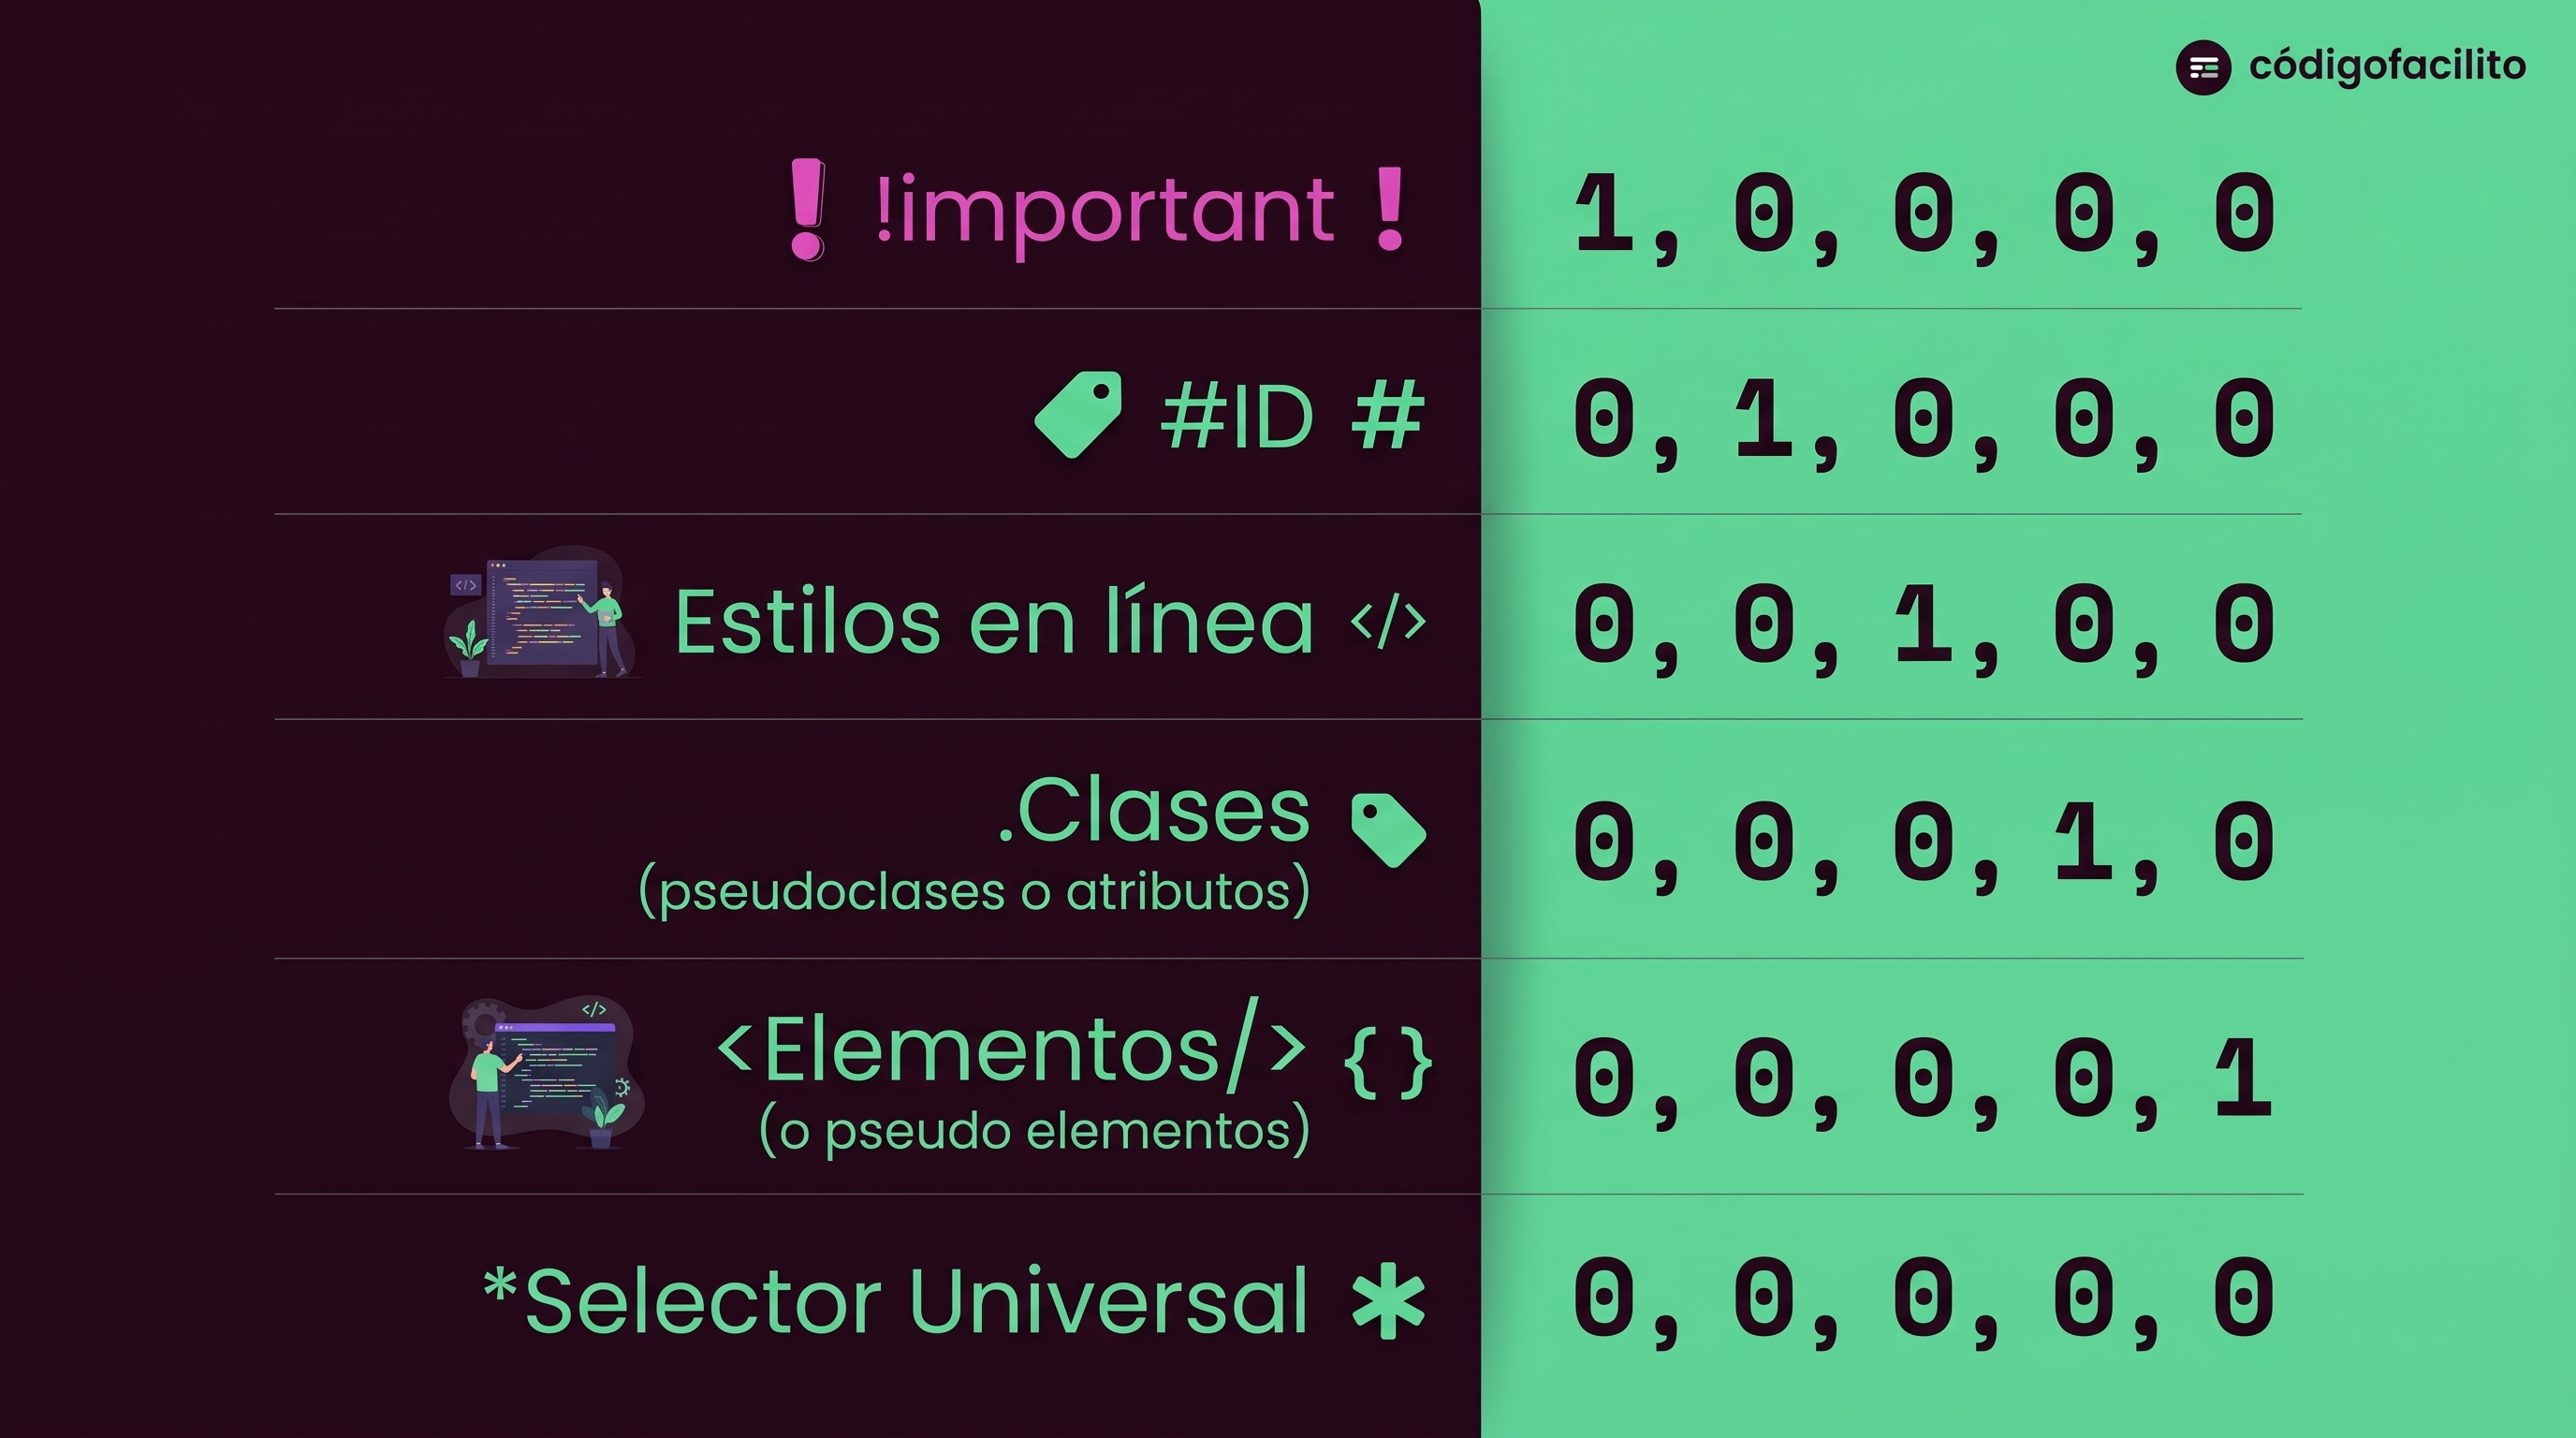 códigofacilito
❗ !important ❗ 1, 0, 0, 0, 0
#ID # 0, 1, 0, 0, 0
</> Estilos en línea </> 0, 0, 1, 0, 0
.Clases 0, 0, 0, 1, 0
(pseudoclases o atributos)
</>
<Elementos/> { } 0, 0, 0, 0, 1
(o pseudo elementos)
*Selector Universal * 0, 0, 0, 0, 0